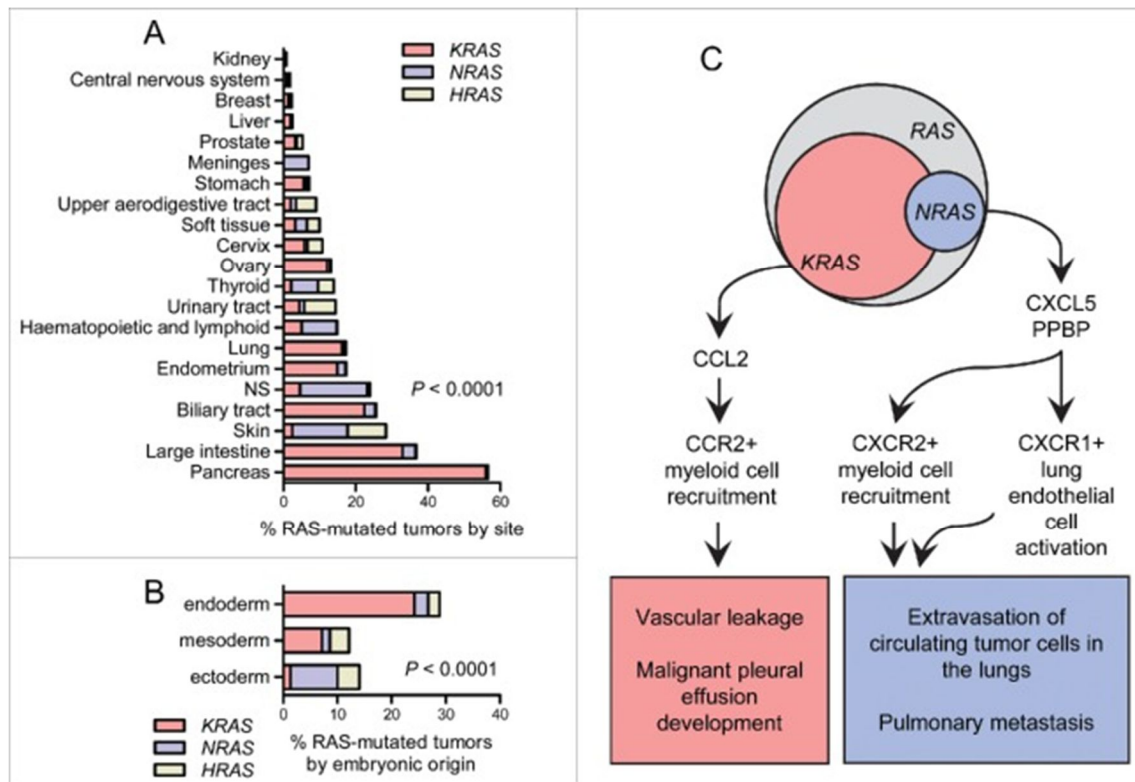 A
KRAS
NRAS
HRAS
Kidney
Central nervous system
Breast
Liver
Prostate
Meninges
Stomach
Upper aerodigestive tract
Soft tissue
Cervix
Ovary
Thyroid
Urinary tract
Haematopoietic and lymphoid
Lung
Endometrium
NS
Biliary tract
Skin
Large intestine
Pancreas
P < 0.0001
0 20 40 60
% RAS-mutated tumors by site
B
endoderm
mesoderm
ectoderm
P < 0.0001
0 10 20 30 40
% RAS-mutated tumors
by embryonic origin
KRAS
NRAS
HRAS
C
RAS
NRAS
KRAS
CCL2
CXCL5
PPBP
CCR2+
myeloid cell
recruitment
CXCR2+
myeloid cell
recruitment
CXCR1+
lung
endothelial
cell
activation
Vascular leakage
Malignant pleural
effusion
development
Extravasation of
circulating tumor cells in
the lungs
Pulmonary metastasis